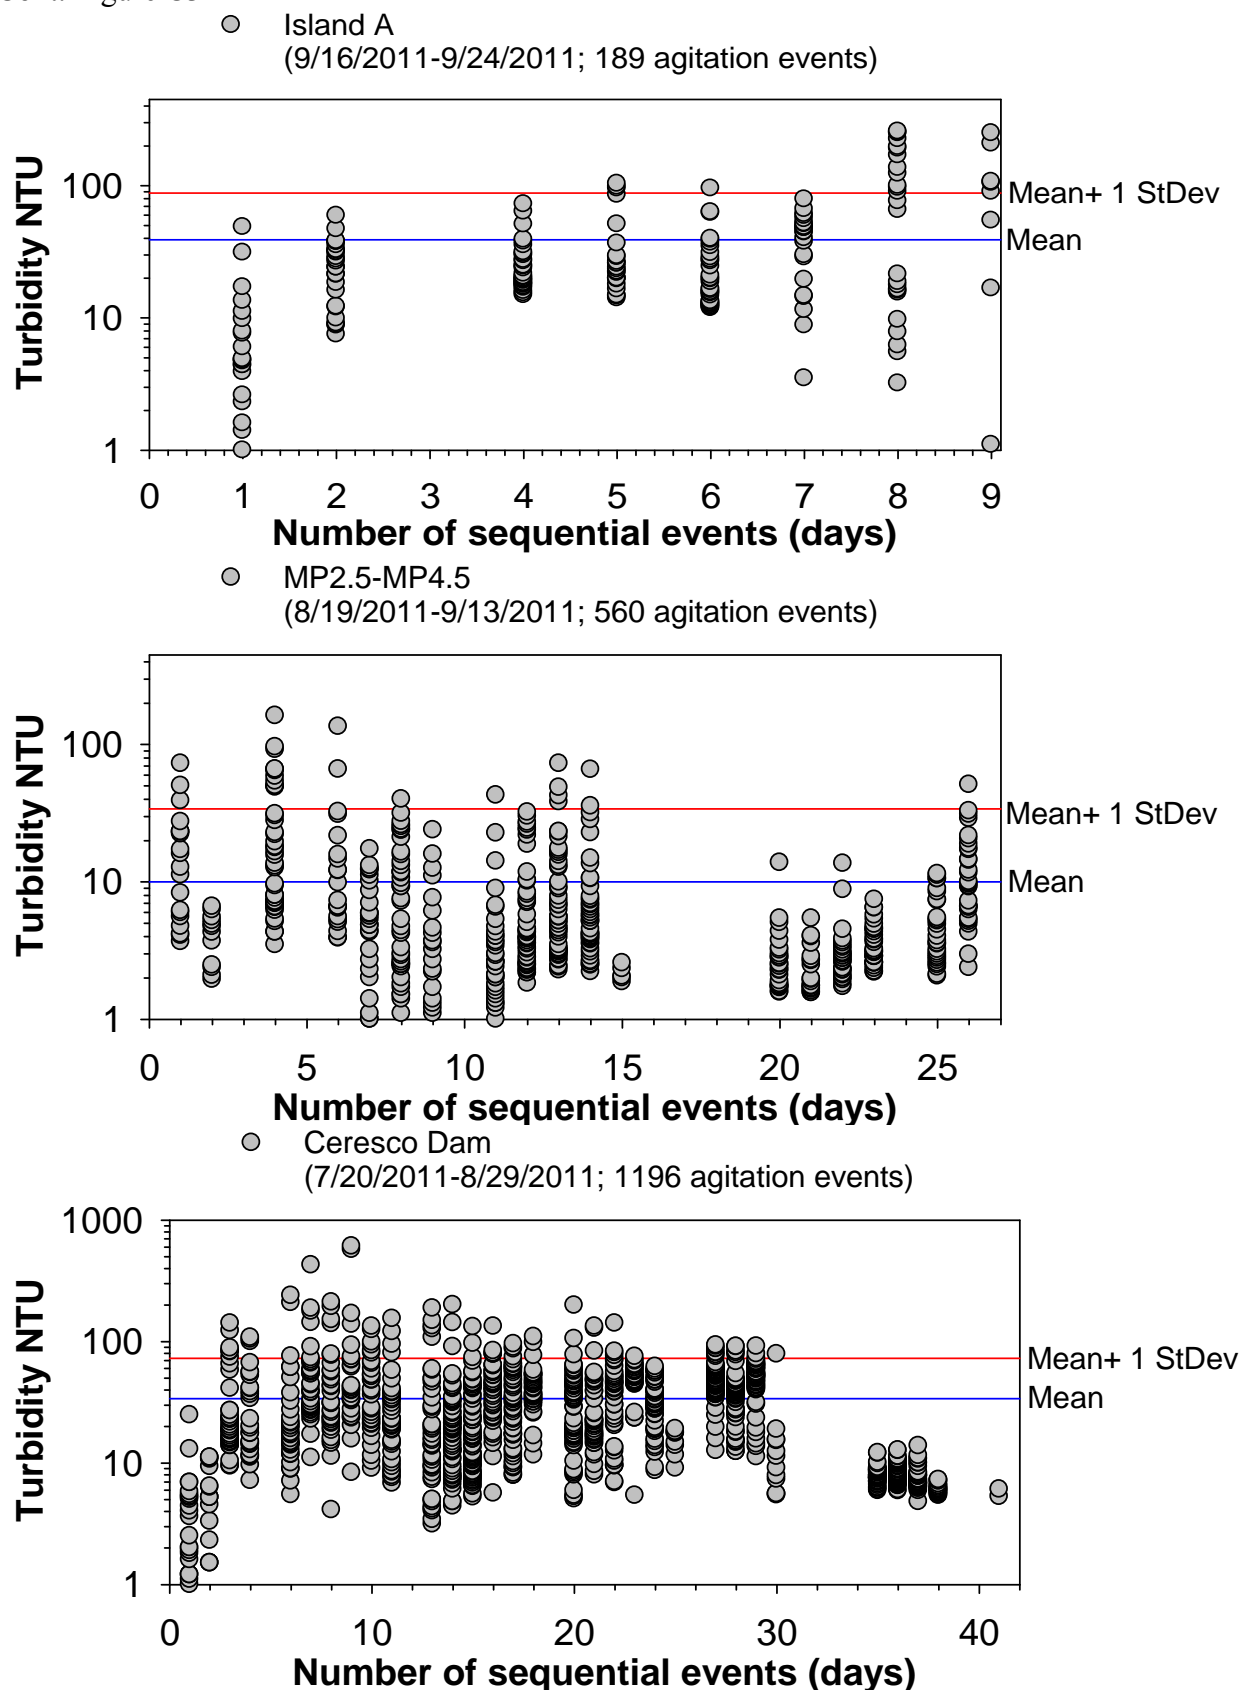 Island A
(9/16/2011-9/24/2011; 189 agitation events)
Turbidity NTU
100
10
1
Mean+ 1 StDev
Mean
0 1 2 3 4 5 6 7 8 9
Number of sequential events (days)
MP2.5-MP4.5
(8/19/2011-9/13/2011; 560 agitation events)
Turbidity NTU
100
10
1
Mean+ 1 StDev
Mean
0 5 10 15 20 25
Number of sequential events (days)
Ceresco Dam
(7/20/2011-8/29/2011; 1196 agitation events)
Turbidity NTU
1000
100
10
1
Mean+ 1 StDev
Mean
0 10 20 30 40
Number of sequential events (days)